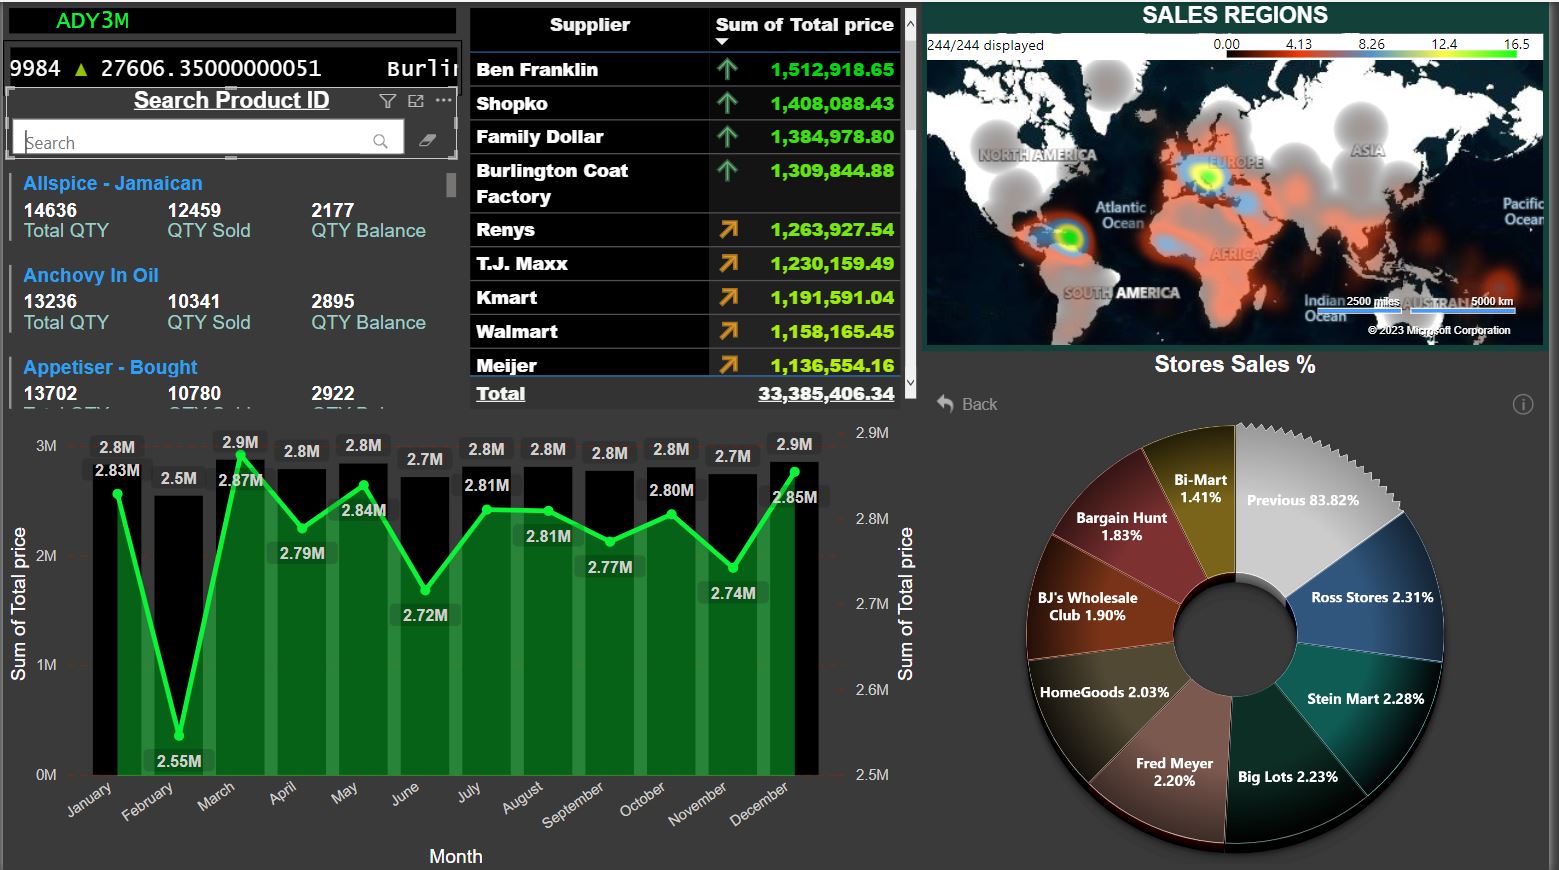 ADY3M
9984 ▲ 27606.35000000051 Burlin
Search Product ID
Search
Allspice - Jamaican
14636 12459 2177
Total QTY QTY Sold QTY Balance
Anchovy In Oil
13236 10341 2895
Total QTY QTY Sold QTY Balance
Appetiser - Bought
13702 10780 2922
Supplier Sum of Total price
Ben Franklin 1,512,918.65
Shopko 1,408,088.43
Family Dollar 1,384,978.80
Burlington Coat 1,309,844.88
Factory
Renys 1,263,927.54
T.J. Maxx 1,230,159.49
Kmart 1,191,591.04
Walmart 1,158,165.45
Meijer 1,136,554.16
Total 33,385,406.34
SALES REGIONS
244/244 displayed
0.00 4.13 8.26 12.4 16.5
NORTH AMERICA
EUROPE
ASIA
Atlantic
Ocean
Pacific
Ocean
AFRICA
SOUTH AMERICA
Indian
Ocean
AUSTRA
2500 miles 5000 km
© 2023 Microsoft Corporation
Stores Sales %
Back
Previous 83.82%
Ross Stores 2.31%
Stein Mart 2.28%
Big Lots 2.23%
Fred Meyer
2.20%
HomeGoods 2.03%
BJ's Wholesale
Club 1.90%
Bargain Hunt
1.83%
Bi-Mart
1.41%
Sum of Total price
3M
2M
1M
0M
2.8M 2.5M 2.9M 2.8M 2.8M 2.7M 2.8M 2.8M 2.8M 2.8M 2.7M 2.9M
2.83M 2.55M 2.87M 2.79M 2.84M 2.72M 2.81M 2.81M 2.77M 2.80M 2.74M 2.85M
2.9M
2.8M
2.7M
2.6M
2.5M
Sum of Total price
January February March April May June July August September October November December
Month